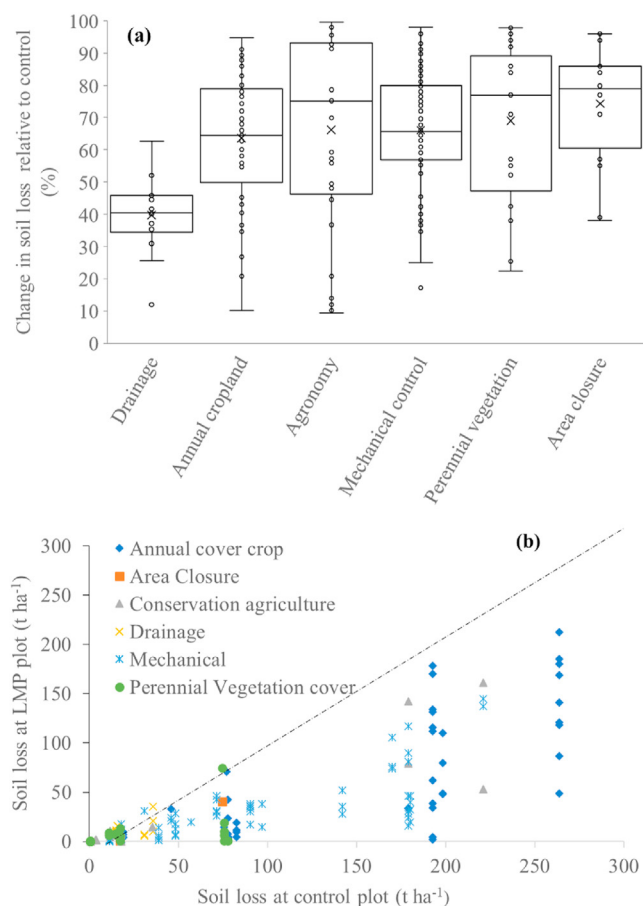 (a)
Change in soil loss relative to control
(%)
100
90
80
70
60
50
40
30
20
10
0
Drainage
Annual cropland
Agronomy
Mechanical control
Perennial vegetation
Area closure
(b)
Soil loss at LMP plot (t ha⁻¹)
300
250
200
150
100
50
0
Annual cover crop
Area Closure
Conservation agriculture
Drainage
Mechanical
Perennial Vegetation cover
0 50 100 150 200 250 300
Soil loss at control plot (t ha⁻¹)